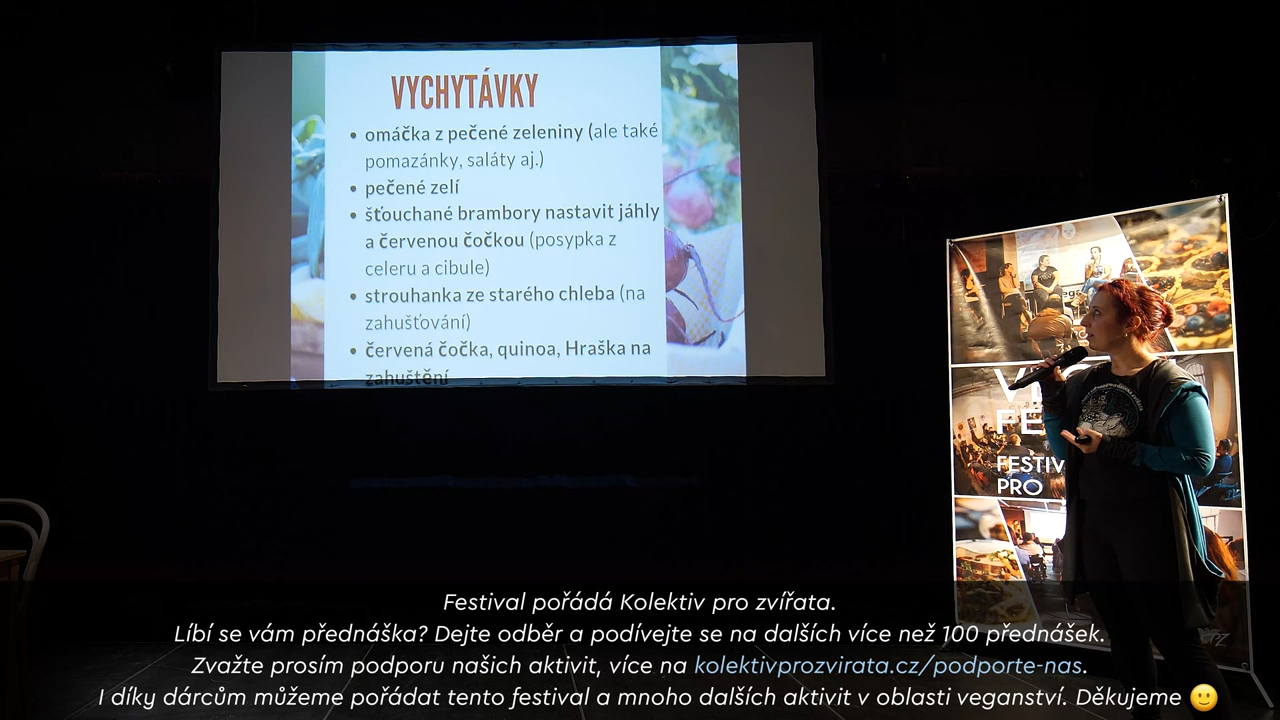 VYCHYTÁVKY
• omáčka z pečené zeleniny (ale také
pomazánky, saláty aj.)
• pečené zelí
• šťouchané brambory nastavit jáhly
a červenou čočkou (posypka z
celeru a cibule)
• strouhanka ze starého chleba (na
zahušťování)
• červená čočka, quinoa, Hraška na
zahuštění
FESTIV
PRO
Festival pořádá Kolektiv pro zvířata.
Líbí se vám přednáška? Dejte odběr a podívejte se na dalších více než 100 přednášek.
Zvažte prosím podporu našich aktivit, více na kolektivprozvirata.cz/podporte-nas.
I díky dárcům můžeme pořádat tento festival a mnoho dalších aktivit v oblasti veganství. Děkujeme 🙂